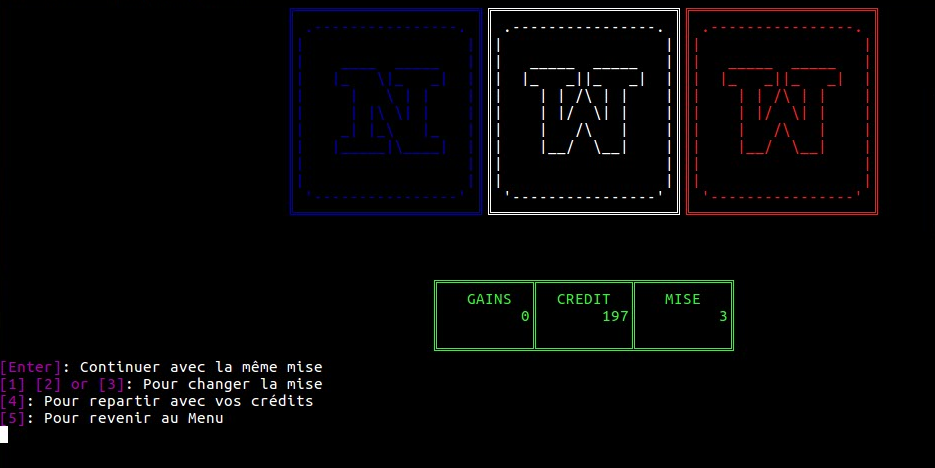 N W W
GAINS CREDIT MISE
0 197 3
[Enter]: Continuer avec la même mise
[1] [2] or [3]: Pour changer la mise
[4]: Pour repartir avec vos crédits
[5]: Pour revenir au Menu